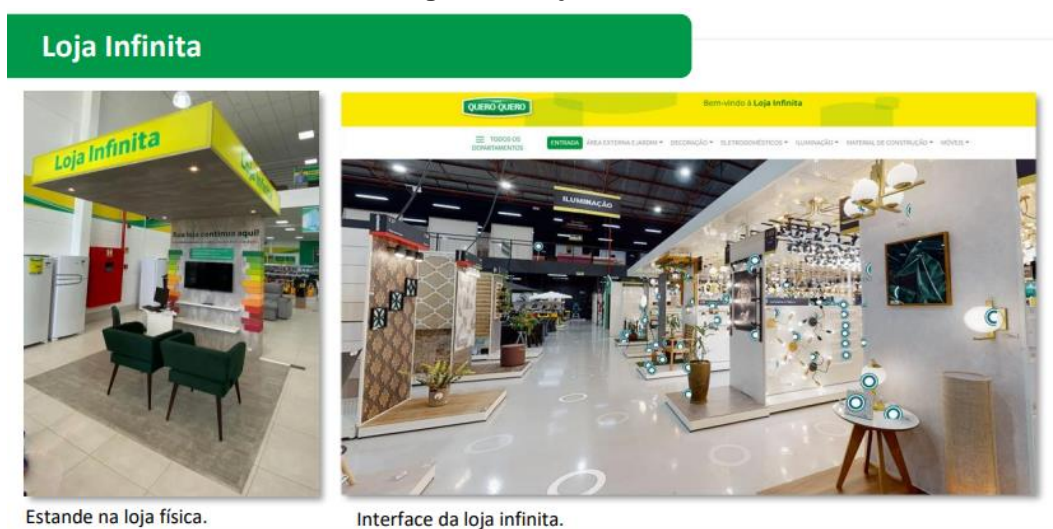 Loja Infinita
Loja Infinita
Sua loja continua aqui!
QUERO-QUERO
Bem-vindo à Loja Infinita
TODOS OS
DEPARTAMENTOS
ENTRADA
ÁREA EXTERNA E JARDIM
DECORAÇÃO
ELETRODOMÉSTICOS
ILUMINAÇÃO
MATERIAL DE CONSTRUÇÃO
MÓVEIS
ILUMINAÇÃO
Estande na loja física.
Interface da loja infinita.